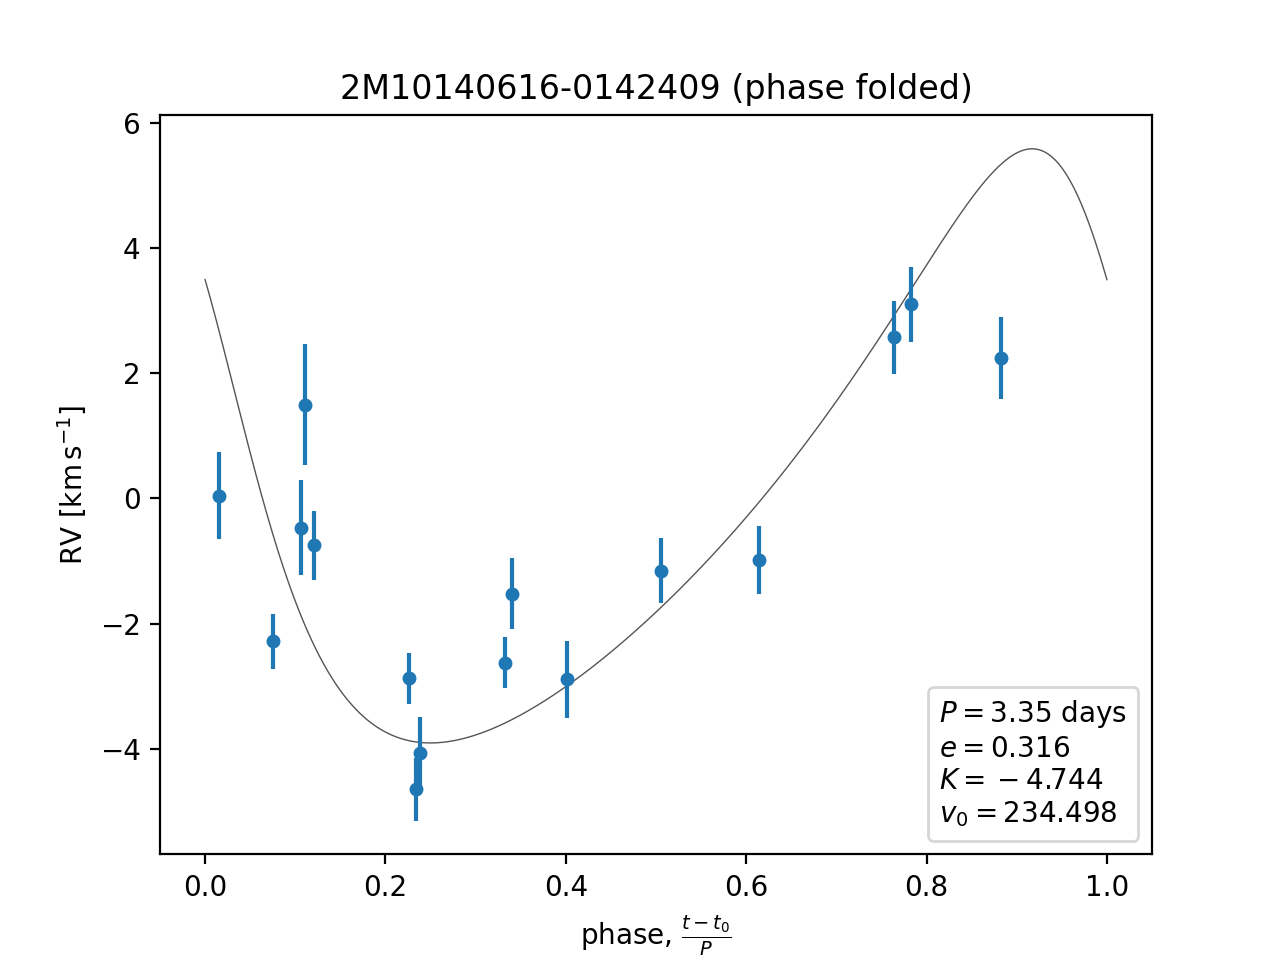 2M10140616-0142409 (phase folded)
6
4
2
0
−2
−4
RV [km s⁻¹]
P = 3.35 days
e = 0.316
K = − 4.744
v₀ = 234.498
0.0 0.2 0.4 0.6 0.8 1.0
phase, (t − t₀)/P